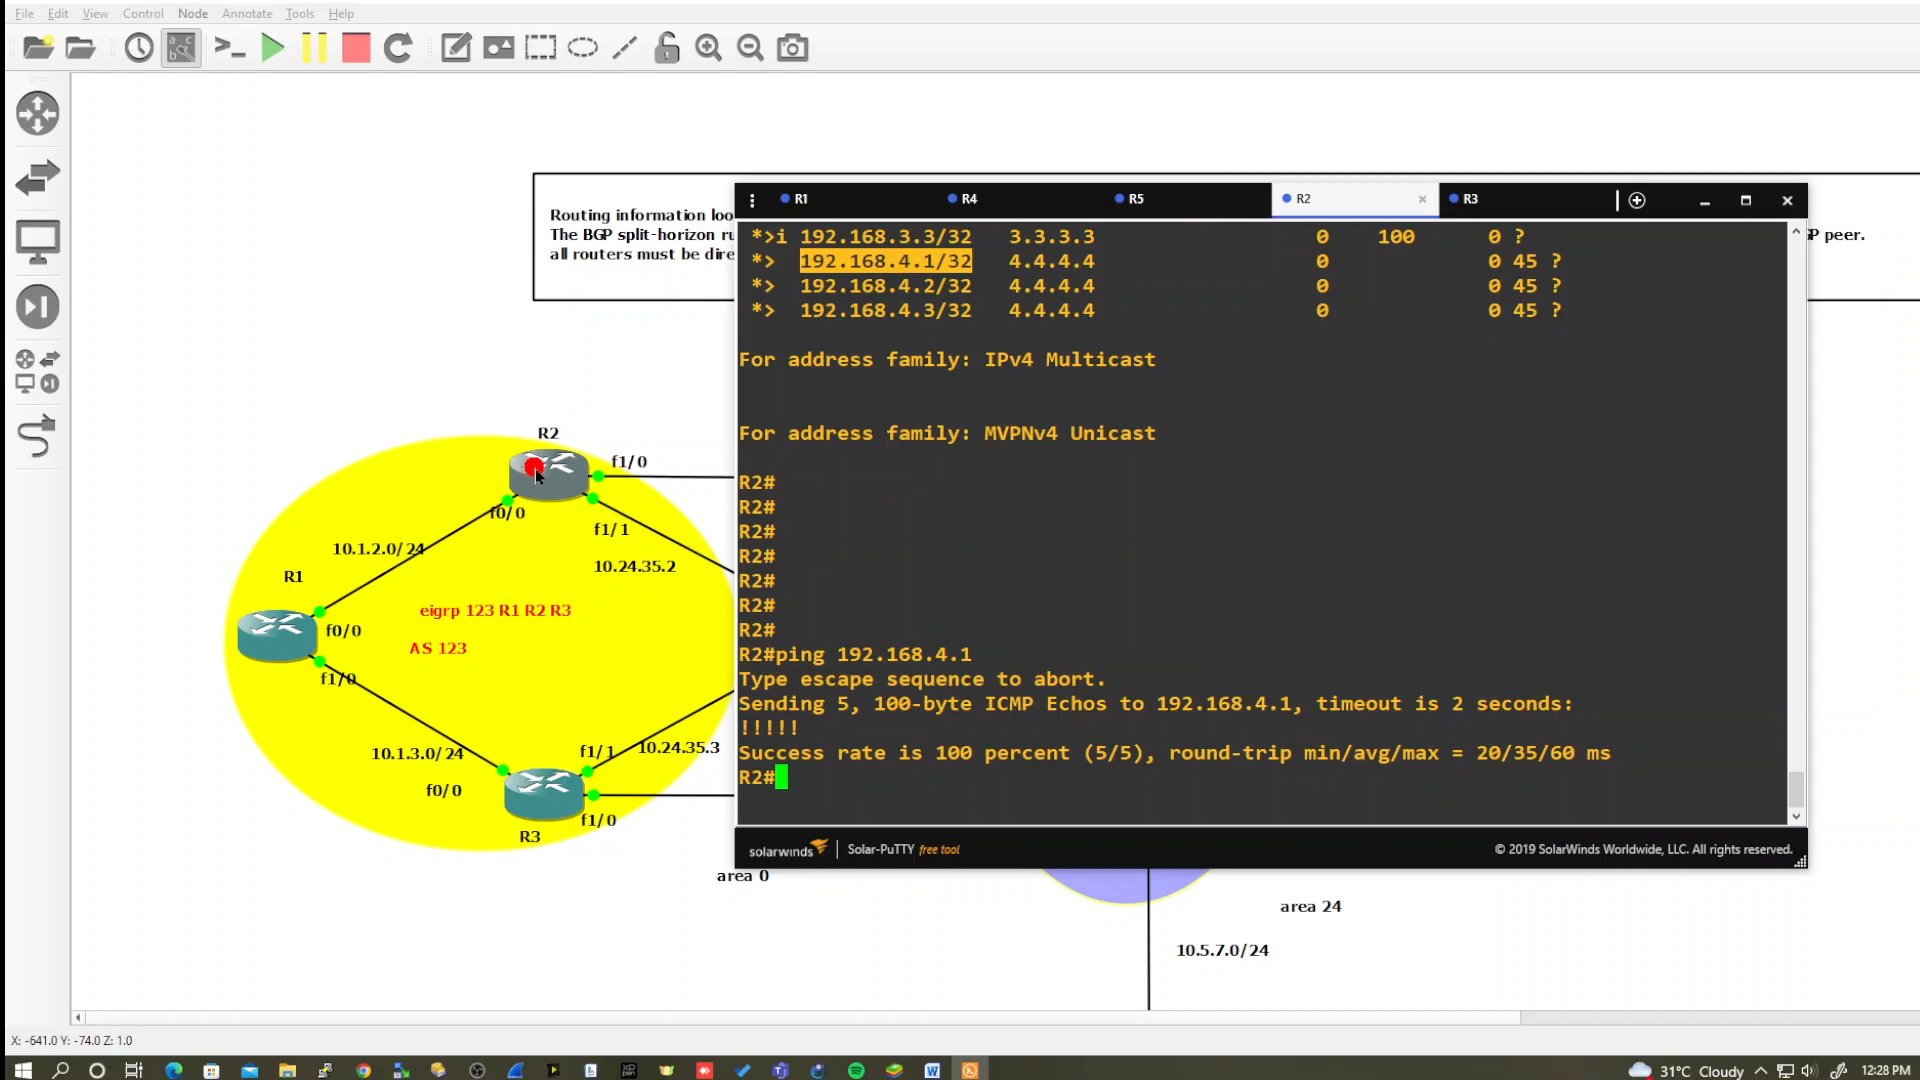 File Edit View Control Node Annotate Tools Help
Routing information loo
The BGP split-horizon ru
all routers must be dire
P peer.
R1 R4 R5 R2 × R3
*>i 192.168.3.3/32 3.3.3.3 0 100 0 ?
*> 192.168.4.1/32 4.4.4.4 0 0 45 ?
*> 192.168.4.2/32 4.4.4.4 0 0 45 ?
*> 192.168.4.3/32 4.4.4.4 0 0 45 ?
For address family: IPv4 Multicast
For address family: MVPNv4 Unicast
R2#
R2#
R2#
R2#
R2#
R2#
R2#
R2#ping 192.168.4.1
Type escape sequence to abort.
Sending 5, 100-byte ICMP Echos to 192.168.4.1, timeout is 2 seconds:
!!!!!
Success rate is 100 percent (5/5), round-trip min/avg/max = 20/35/60 ms
R2#
solarwinds Solar-PuTTY free tool © 2019 SolarWinds Worldwide, LLC. All rights reserved.
R2
f1/0
f0/0
f1/1
10.1.2.0/24
10.24.35.2
R1
eigrp 123 R1 R2 R3
f0/0
AS 123
f1/0
10.1.3.0/24
f1/1
10.24.35.3
f0/0
f1/0
R3
area 0
area 24
10.5.7.0/24
X: -641.0 Y: -74.0 Z: 1.0
31°C Cloudy 12:28 PM